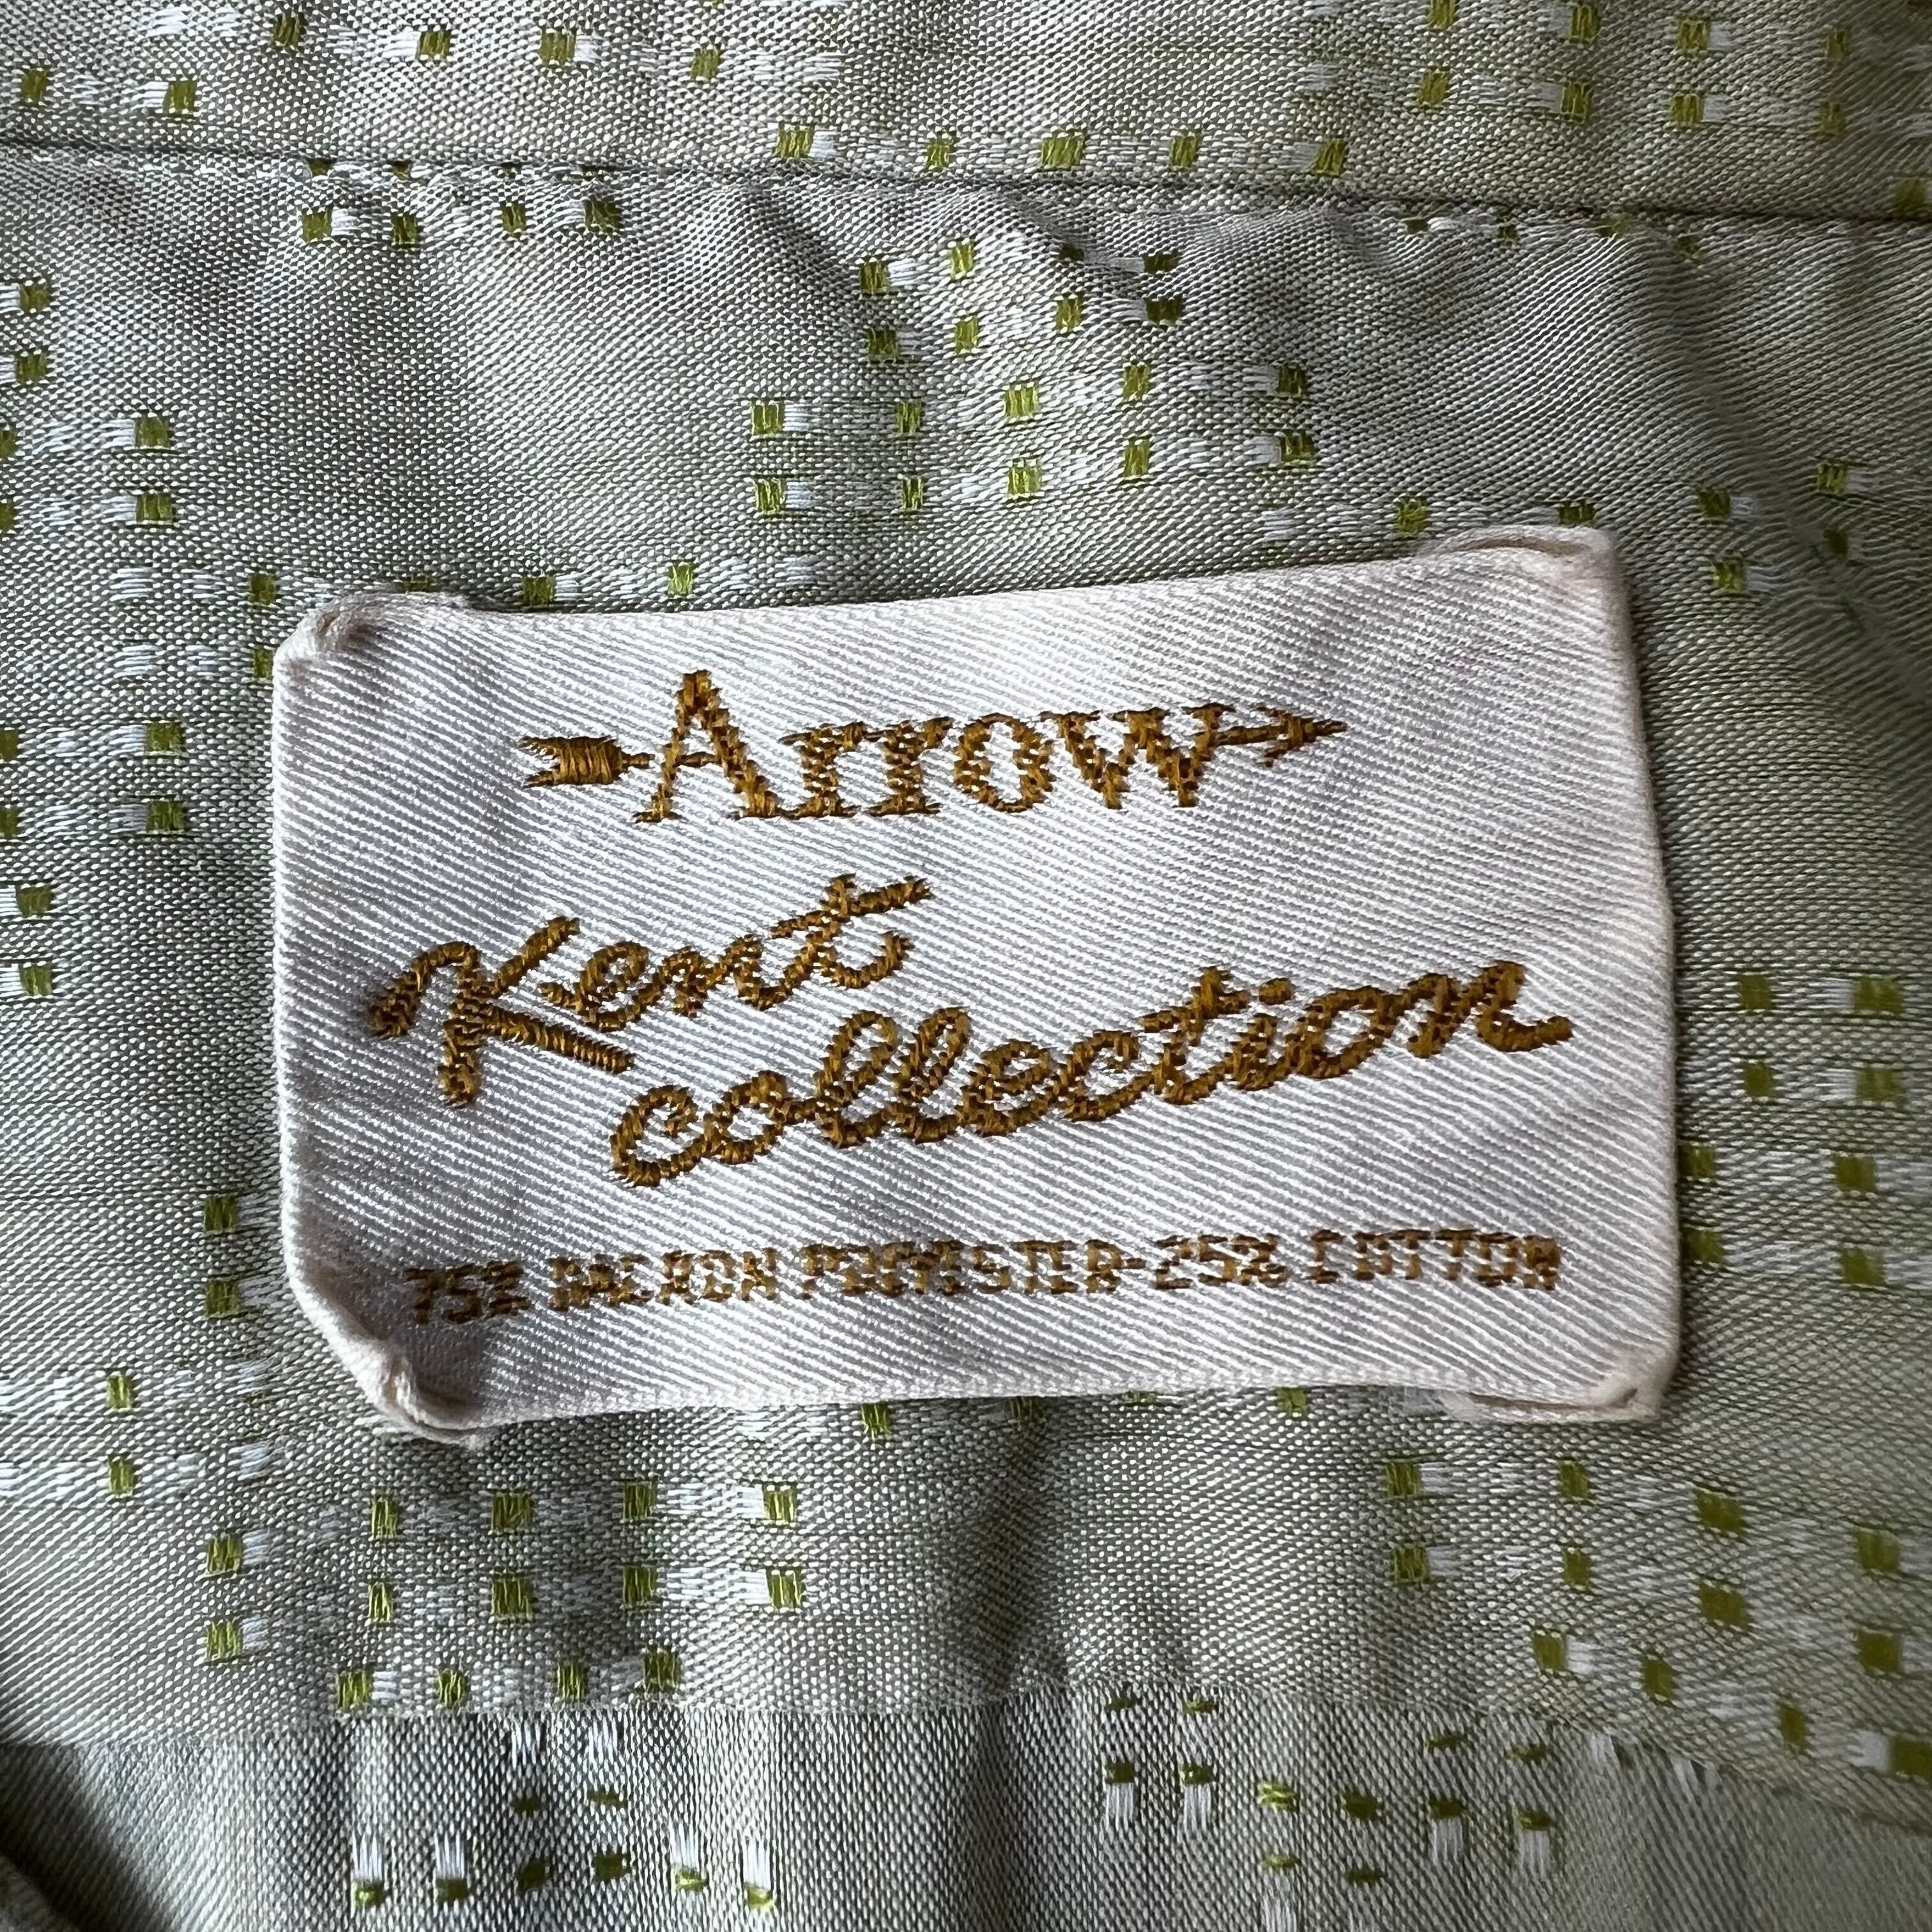 Arrow
Kent
collection
75% DACRON POLYESTER-25% COTTON